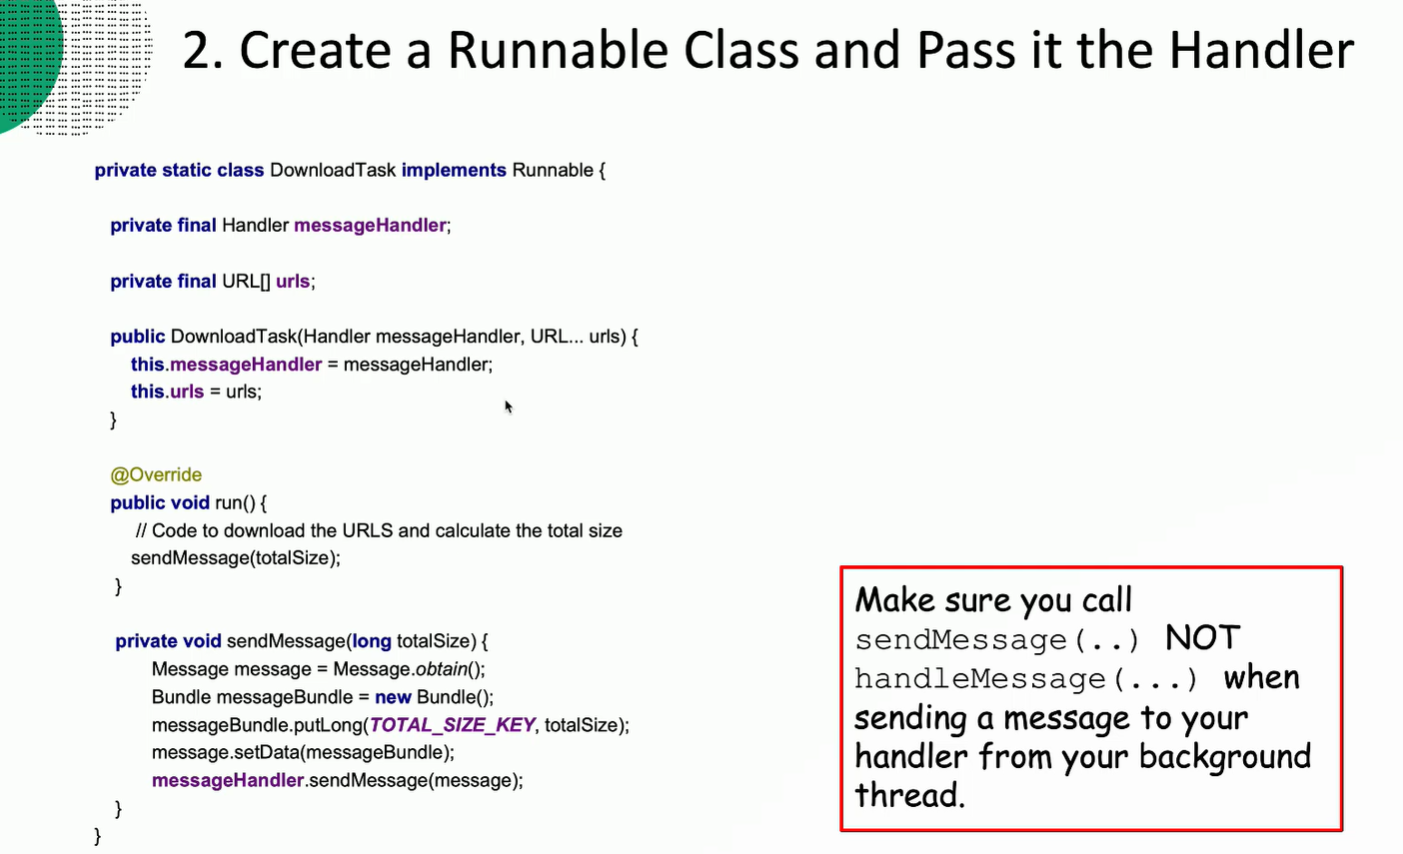 2. Create a Runnable Class and Pass it the Handler
private static class DownloadTask implements Runnable {
private final Handler messageHandler;
private final URL[] urls;
public DownloadTask(Handler messageHandler, URL... urls) {
this.messageHandler = messageHandler;
this.urls = urls;
}
@Override
public void run() {
// Code to download the URLS and calculate the total size
sendMessage(totalSize);
}
private void sendMessage(long totalSize) {
Message message = Message.obtain();
Bundle messageBundle = new Bundle();
messageBundle.putLong(TOTAL_SIZE_KEY, totalSize);
message.setData(messageBundle);
messageHandler.sendMessage(message);
}
}
Make sure you call
sendMessage(..) NOT
handleMessage(...) when
sending a message to your
handler from your background
thread.